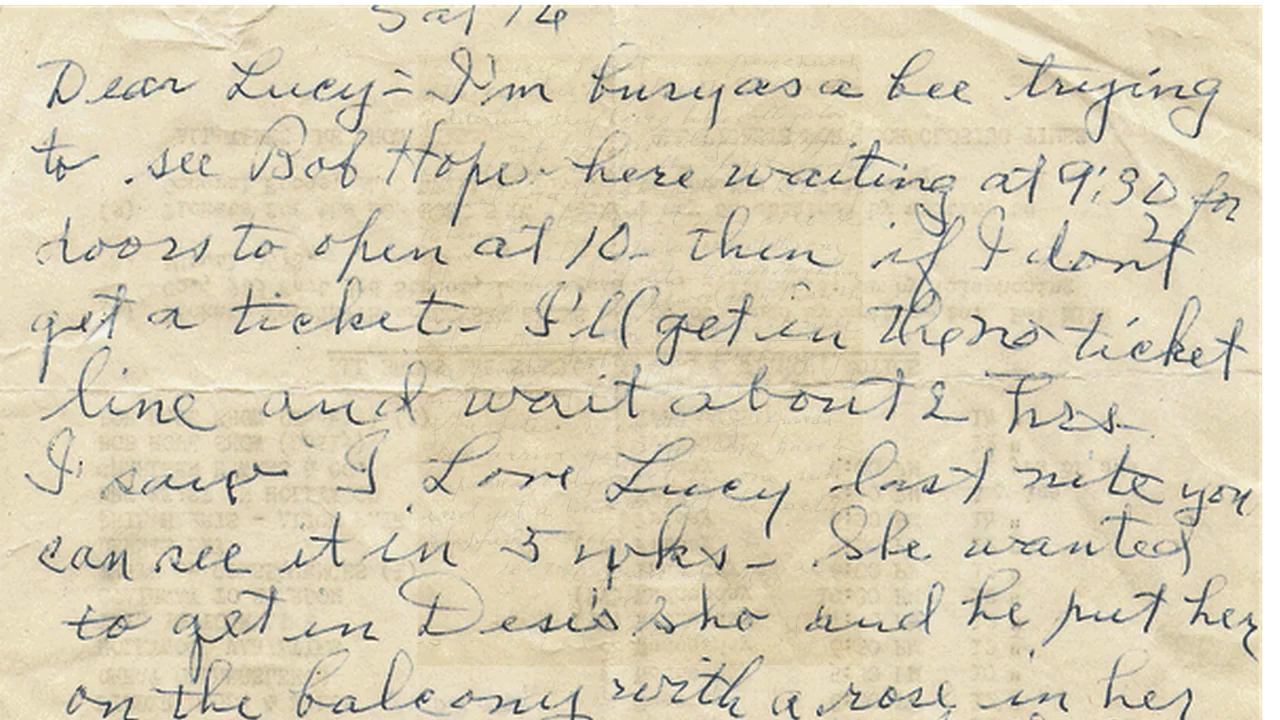 Sat 14
Dear Lucy - I'm busy as a bee trying
to see Bob Hope. here waiting at 9:30 for
doors to open at 10 - then if I don't
get a ticket - I'll get in the no ticket
line and wait about 2 hrs.
I saw I Love Lucy last nite you
can see it in 5 wks - She wanted
to get in Desi's sho and he put her
on the balcony with a rose in her